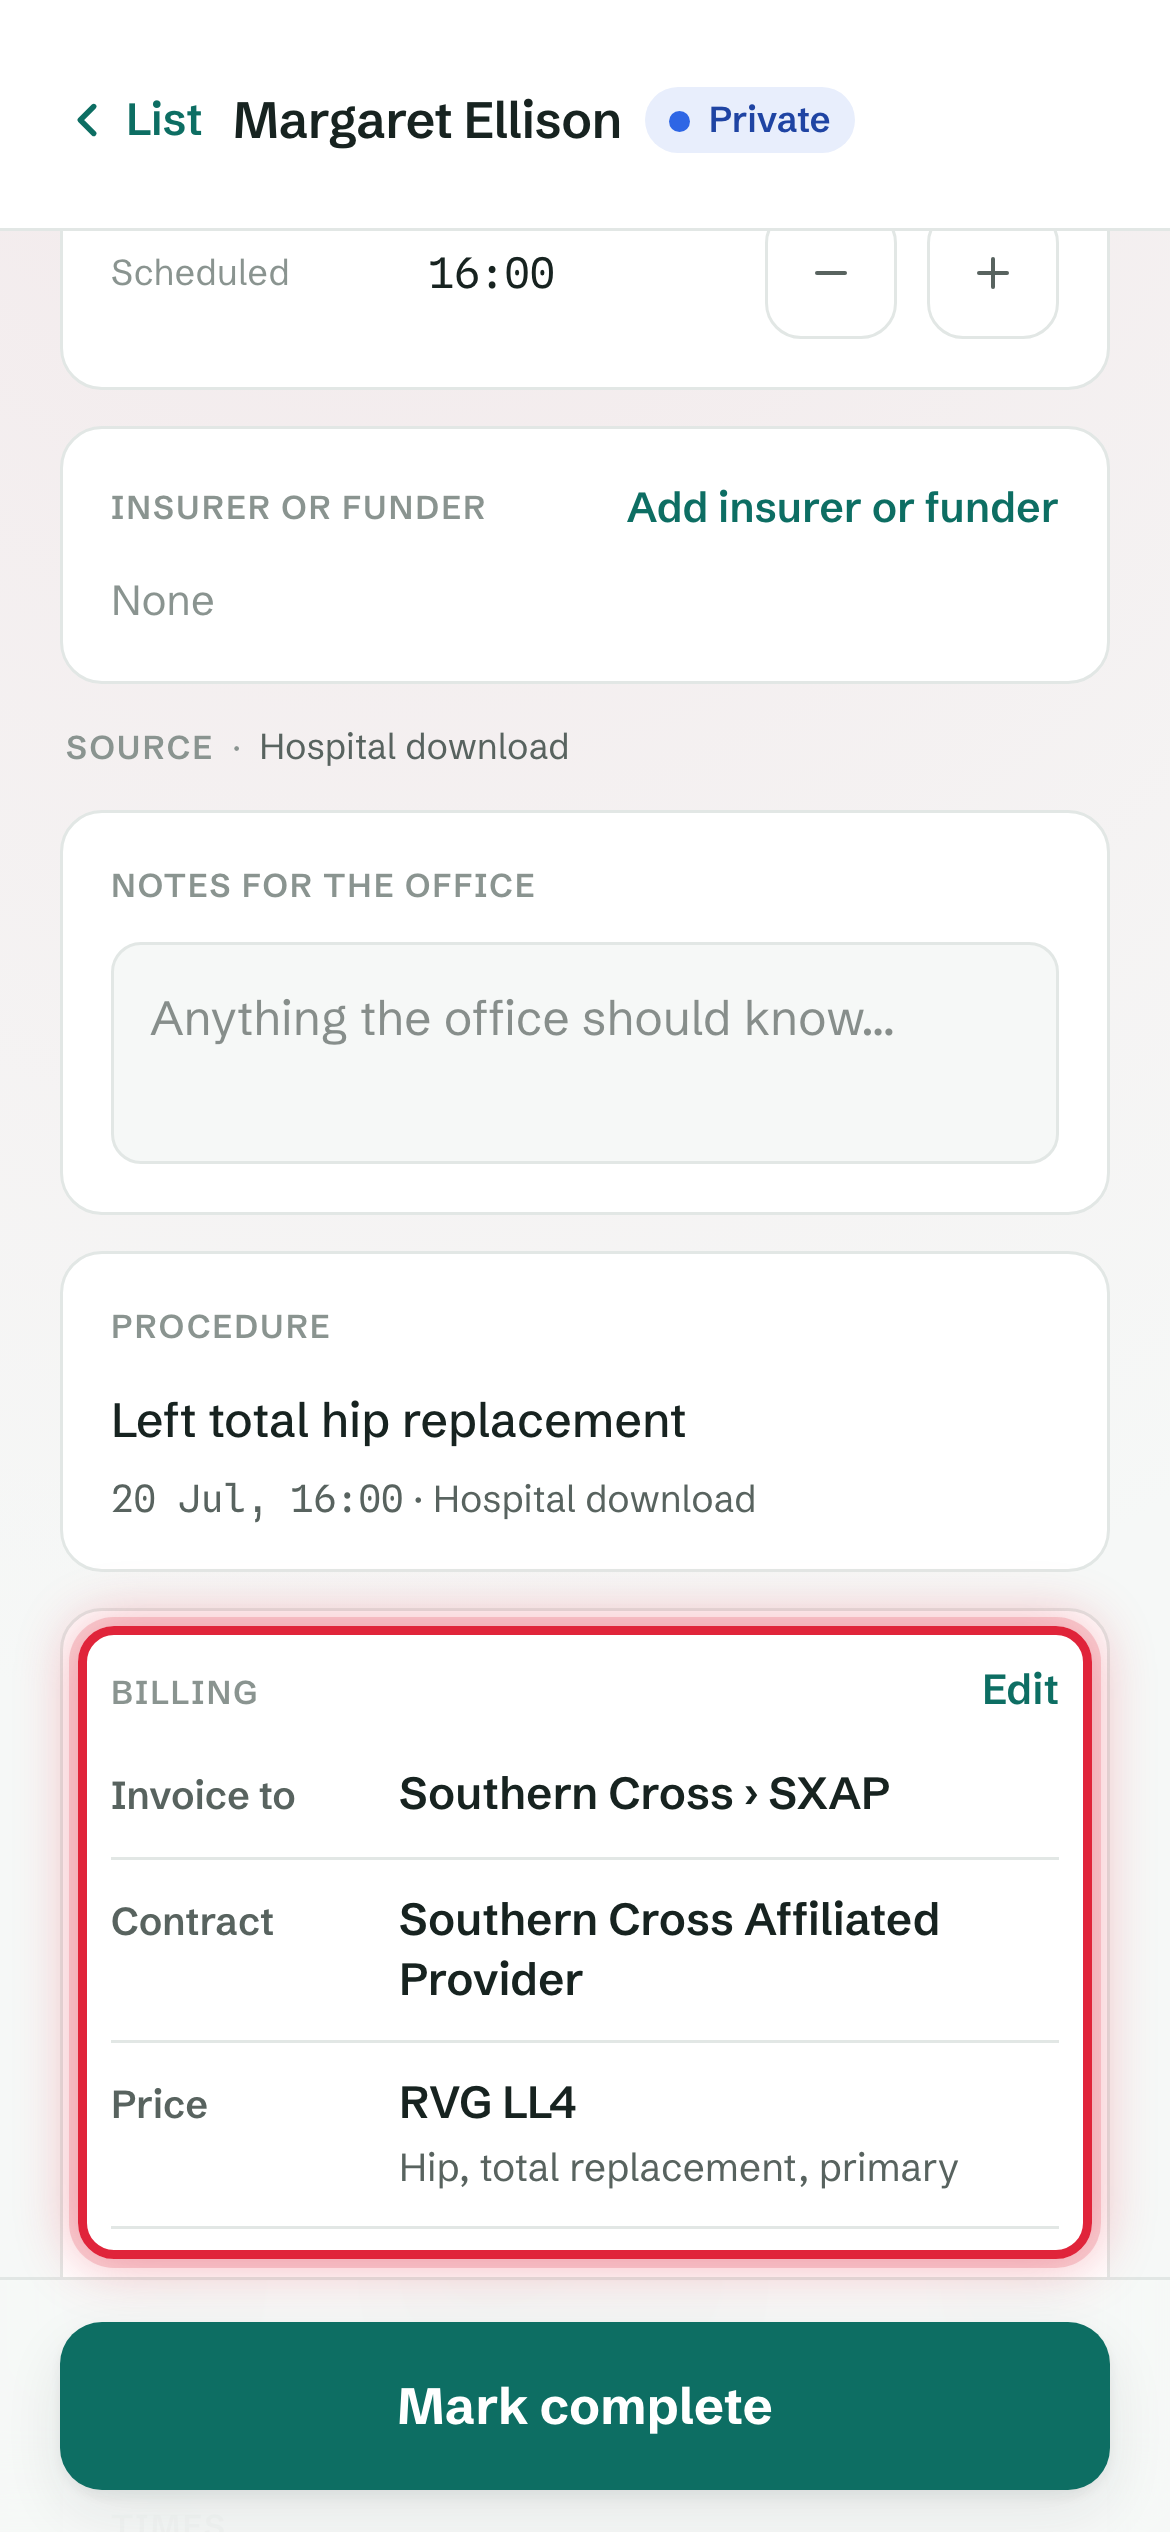 List Margaret Ellison Private
Scheduled 16:00 − +
INSURER OR FUNDER Add insurer or funder
None
SOURCE · Hospital download
NOTES FOR THE OFFICE
Anything the office should know...
PROCEDURE
Left total hip replacement
20 Jul, 16:00 · Hospital download
BILLING Edit
Invoice to Southern Cross › SXAP
Contract Southern Cross Affiliated
Provider
Price RVG LL4
Hip, total replacement, primary
Mark complete
TIMES